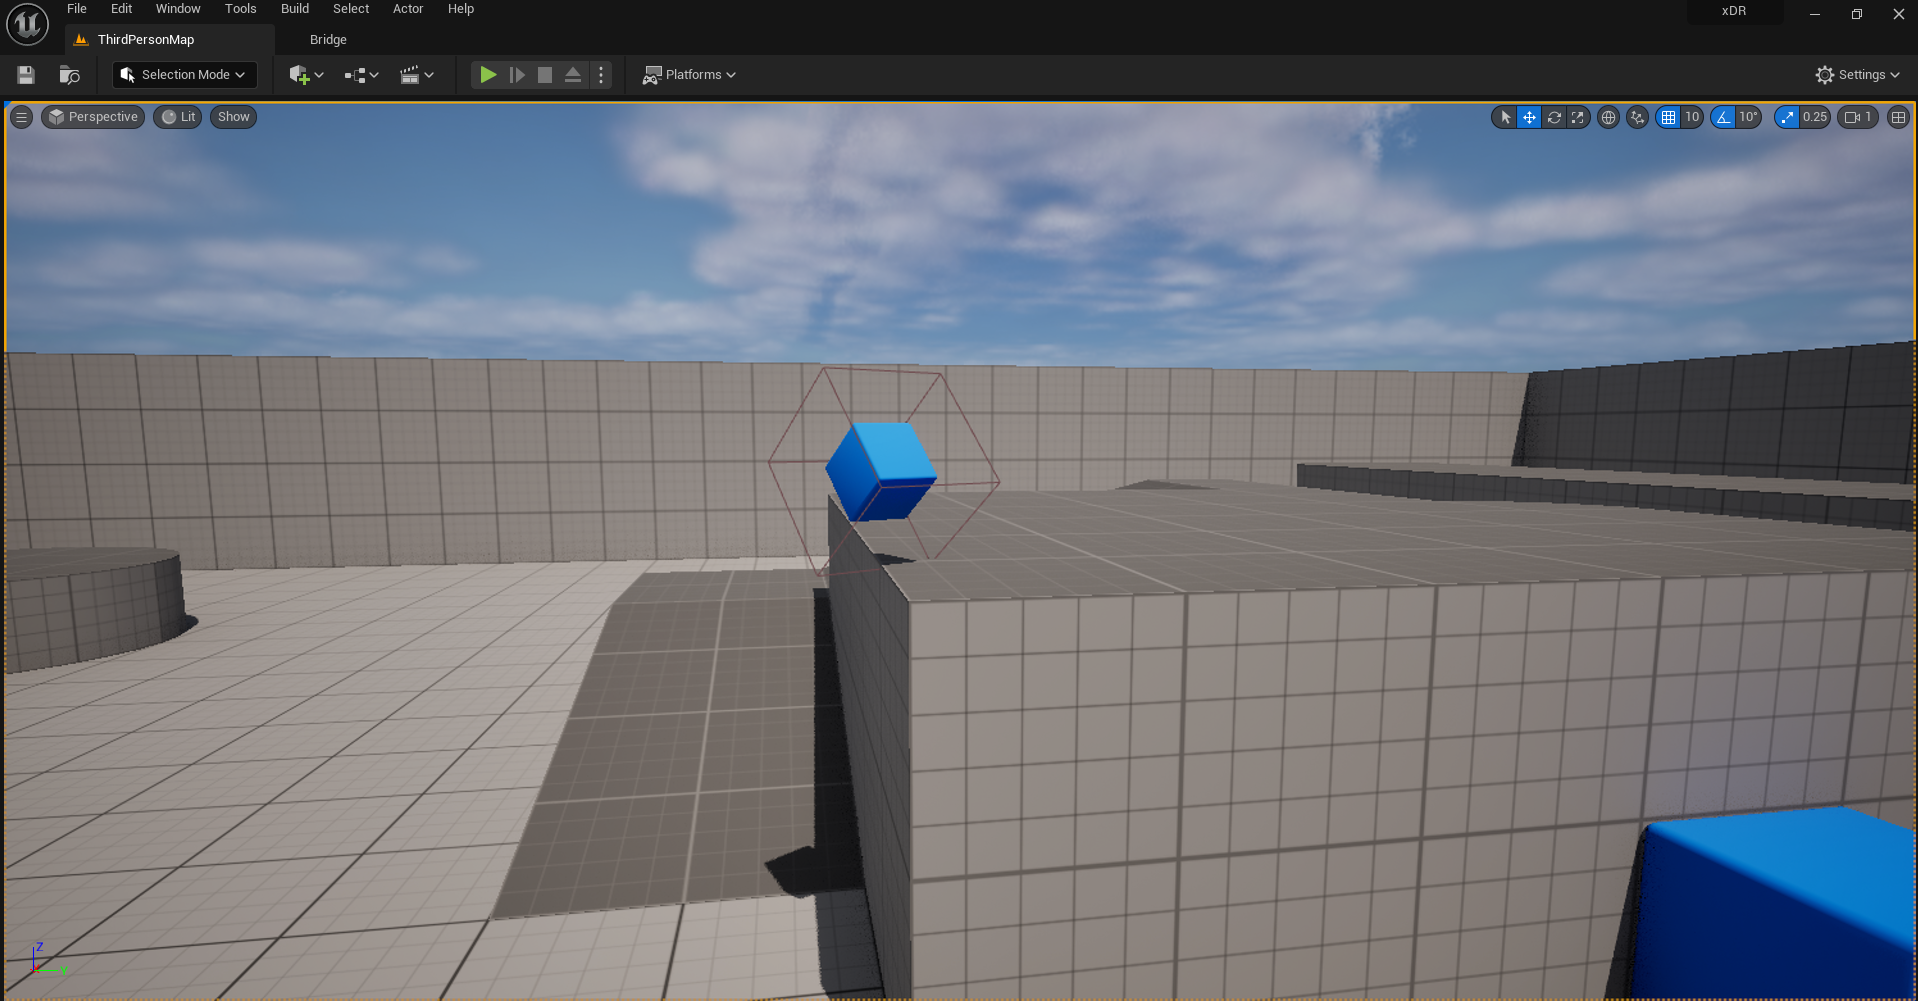 File Edit Window Tools Build Select Actor Help
xDR
ThirdPersonMap
Bridge
Selection Mode
Platforms
Settings
Perspective Lit Show
10 10° 0.25 1
Z
Y